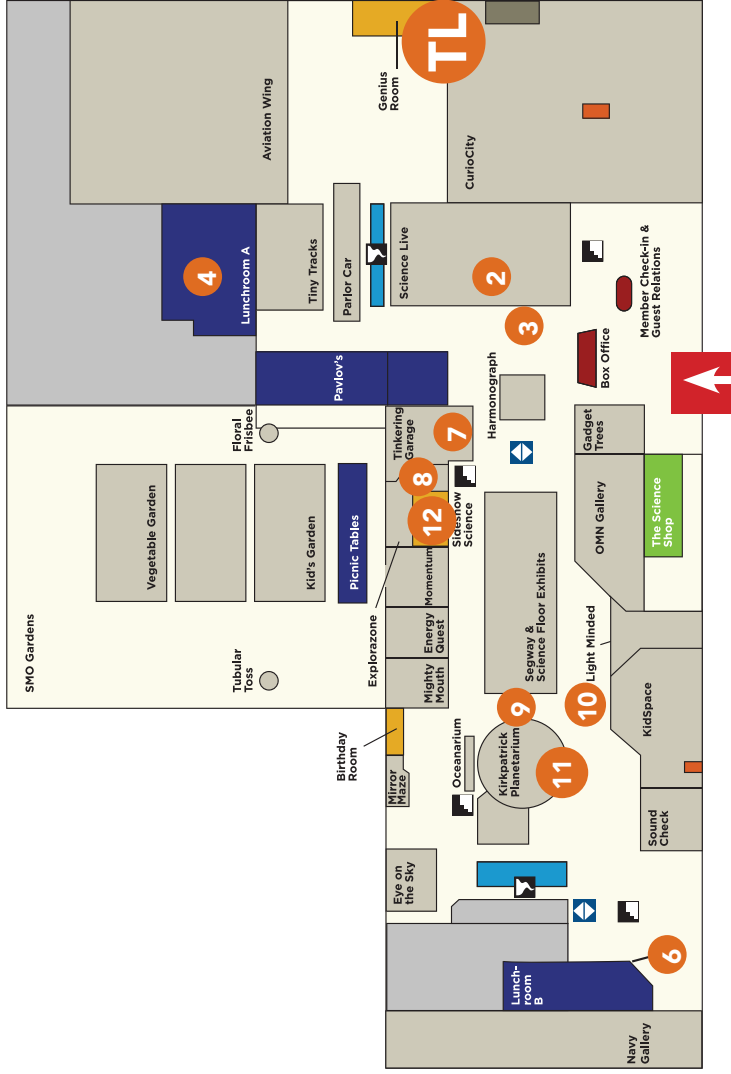 Aviation Wing
Genius
Room
TL
CurioCity
4
Lunchroom A
Tiny Tracks
Parlor Car
Science Live
2
3
Member Check-in &
Guest Relations
Box Office
Pavlov's
Harmonograph
Floral
Frisbee
Tinkering
Garage
7
8
12
Sideshow
Science
Gadget
Trees
OMN Gallery
The Science
Shop
SMO Gardens
Vegetable Garden
Kid's Garden
Picnic Tables
Tubular
Toss
Explorazone
Momentum
Energy
Quest
Mighty
Mouth
Segway &
Science Floor Exhibits
Light Minded
KidSpace
9
10
11
Birthday
Room
Mirror
Maze
Oceanarium
Kirkpatrick
Planetarium
Sound
Check
Eye on
the Sky
Lunch-
room
B
6
Navy
Gallery